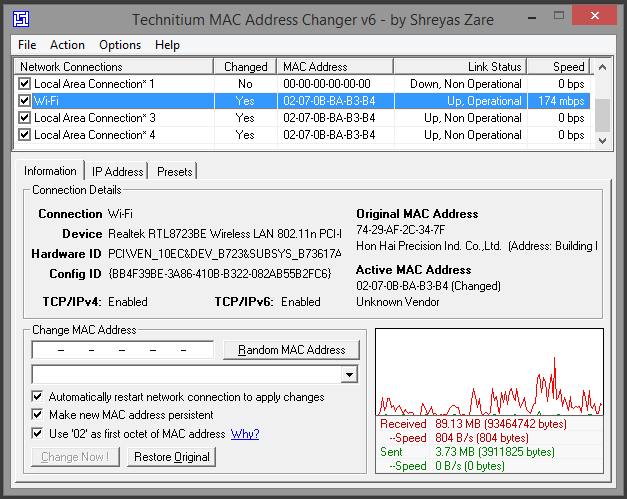 Technitium MAC Address Changer v6 - by Shreyas Zare
File Action Options Help
Network Connections Changed MAC Address Link Status Speed
Local Area Connection* 1 No 00-00-00-00-00-00 Down, Non Operational 0 bps
Wi-Fi Yes 02-07-0B-BA-B3-B4 Up, Operational 174 mbps
Local Area Connection* 3 Yes 02-07-0B-BA-B3-B4 Up, Non Operational 0 bps
Local Area Connection* 4 Yes 02-07-0B-BA-B3-B4 Up, Non Operational 0 bps
Information IP Address Presets
Connection Details
Connection Wi-Fi
Device Realtek RTL8723BE Wireless LAN 802.11n PCI-
Hardware ID PCI\VEN_10EC&DEV_B723&SUBSYS_B73617A
Config ID {BB4F39BE-3A86-410B-B322-082AB55B2FC6}
TCP/IPv4: Enabled TCP/IPv6: Enabled
Original MAC Address
74-29-AF-2C-34-7F
Hon Hai Precision Ind. Co.,Ltd. (Address: Building
Active MAC Address
02-07-0B-BA-B3-B4 (Changed)
Unknown Vendor
Change MAC Address
- - - - -
Random MAC Address
Automatically restart network connection to apply changes
Make new MAC address persistent
Use '02' as first octet of MAC address Why?
Change Now !
Restore Original
Received 89.13 MB (93464742 bytes)
--Speed 804 B/s (804 bytes)
Sent 3.73 MB (3911825 bytes)
--Speed 0 B/s (0 bytes)